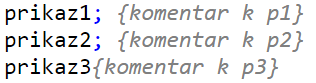 prikaz1; {komentar k p1}
prikaz2; {komentar k p2}
prikaz3{komentar k p3}